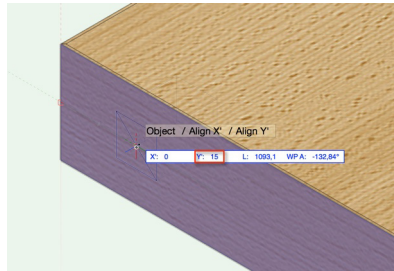 Object / Align X' / Align Y'
X': 0 Y': 15 L: 1093,1 WP A: -132,84°